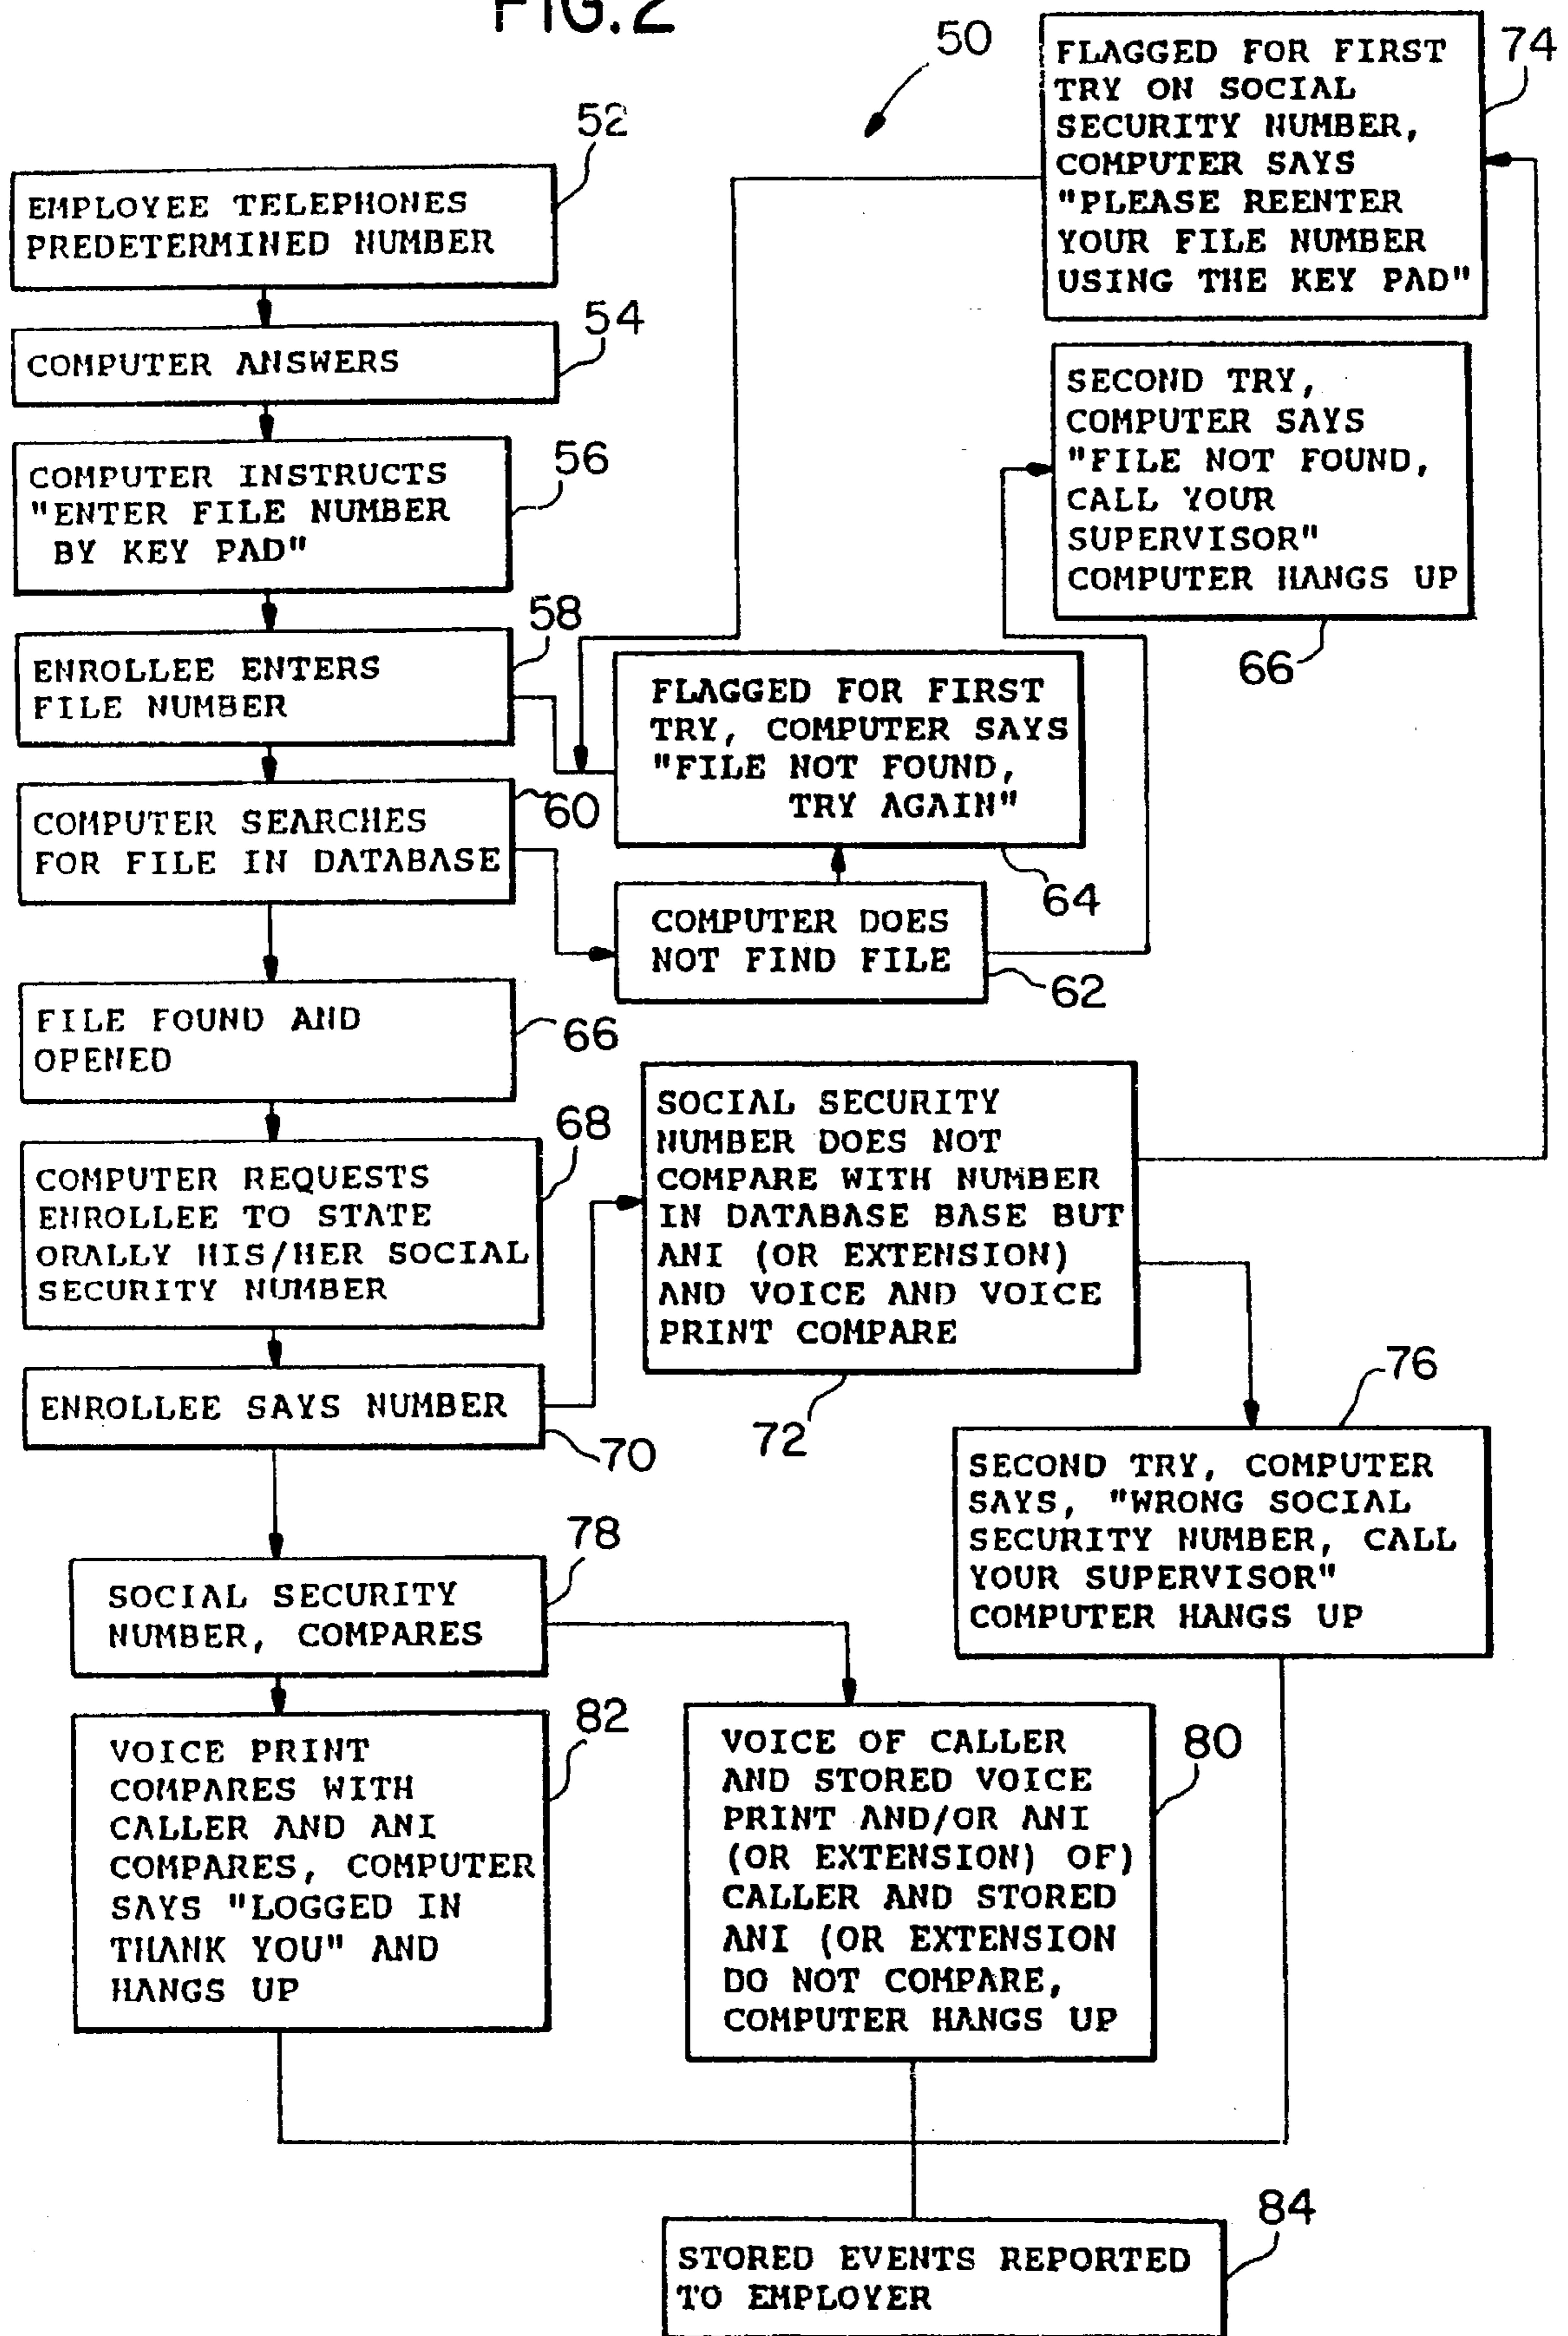 FIG.2
50
52
EMPLOYEE TELEPHONES
PREDETERMINED NUMBER
54
COMPUTER ANSWERS
56
COMPUTER INSTRUCTS
"ENTER FILE NUMBER
BY KEY PAD"
58
ENROLLEE ENTERS
FILE NUMBER
60
COMPUTER SEARCHES
FOR FILE IN DATABASE
COMPUTER DOES
NOT FIND FILE
62
FLAGGED FOR FIRST
TRY, COMPUTER SAYS
"FILE NOT FOUND,
TRY AGAIN"
64
SECOND TRY,
COMPUTER SAYS
"FILE NOT FOUND,
CALL YOUR
SUPERVISOR"
COMPUTER HANGS UP
66
FLAGGED FOR FIRST
TRY ON SOCIAL
SECURITY NUMBER,
COMPUTER SAYS
"PLEASE REENTER
YOUR FILE NUMBER
USING THE KEY PAD"
74
FILE FOUND AND
OPENED
66
COMPUTER REQUESTS
ENROLLEE TO STATE
ORALLY HIS/HER SOCIAL
SECURITY NUMBER
68
ENROLLEE SAYS NUMBER
70
SOCIAL SECURITY
NUMBER DOES NOT
COMPARE WITH NUMBER
IN DATABASE BASE BUT
ANI (OR EXTENSION)
AND VOICE AND VOICE
PRINT COMPARE
72
76
SECOND TRY, COMPUTER
SAYS, "WRONG SOCIAL
SECURITY NUMBER, CALL
YOUR SUPERVISOR"
COMPUTER HANGS UP
78
SOCIAL SECURITY
NUMBER, COMPARES
82
VOICE PRINT
COMPARES WITH
CALLER AND ANI
COMPARES, COMPUTER
SAYS "LOGGED IN
THANK YOU" AND
HANGS UP
80
VOICE OF CALLER
AND STORED VOICE
PRINT AND/OR ANI
(OR EXTENSION) OF)
CALLER AND STORED
ANI (OR EXTENSION
DO NOT COMPARE,
COMPUTER HANGS UP
84
STORED EVENTS REPORTED
TO EMPLOYER